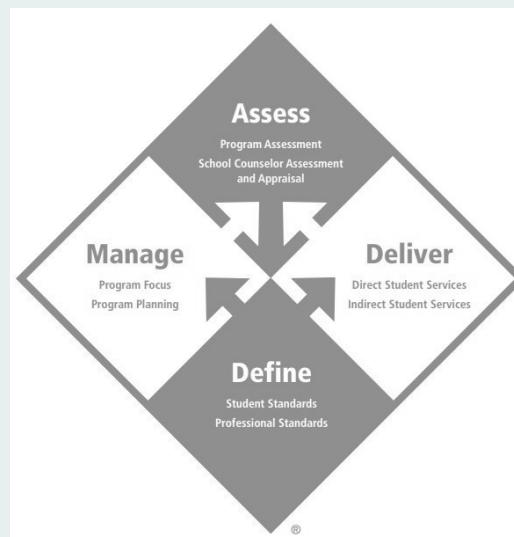 Assess
Program Assessment
School Counselor Assessment
and Appraisal
Manage
Program Focus
Program Planning
Deliver
Direct Student Services
Indirect Student Services
Define
Student Standards
Professional Standards
®